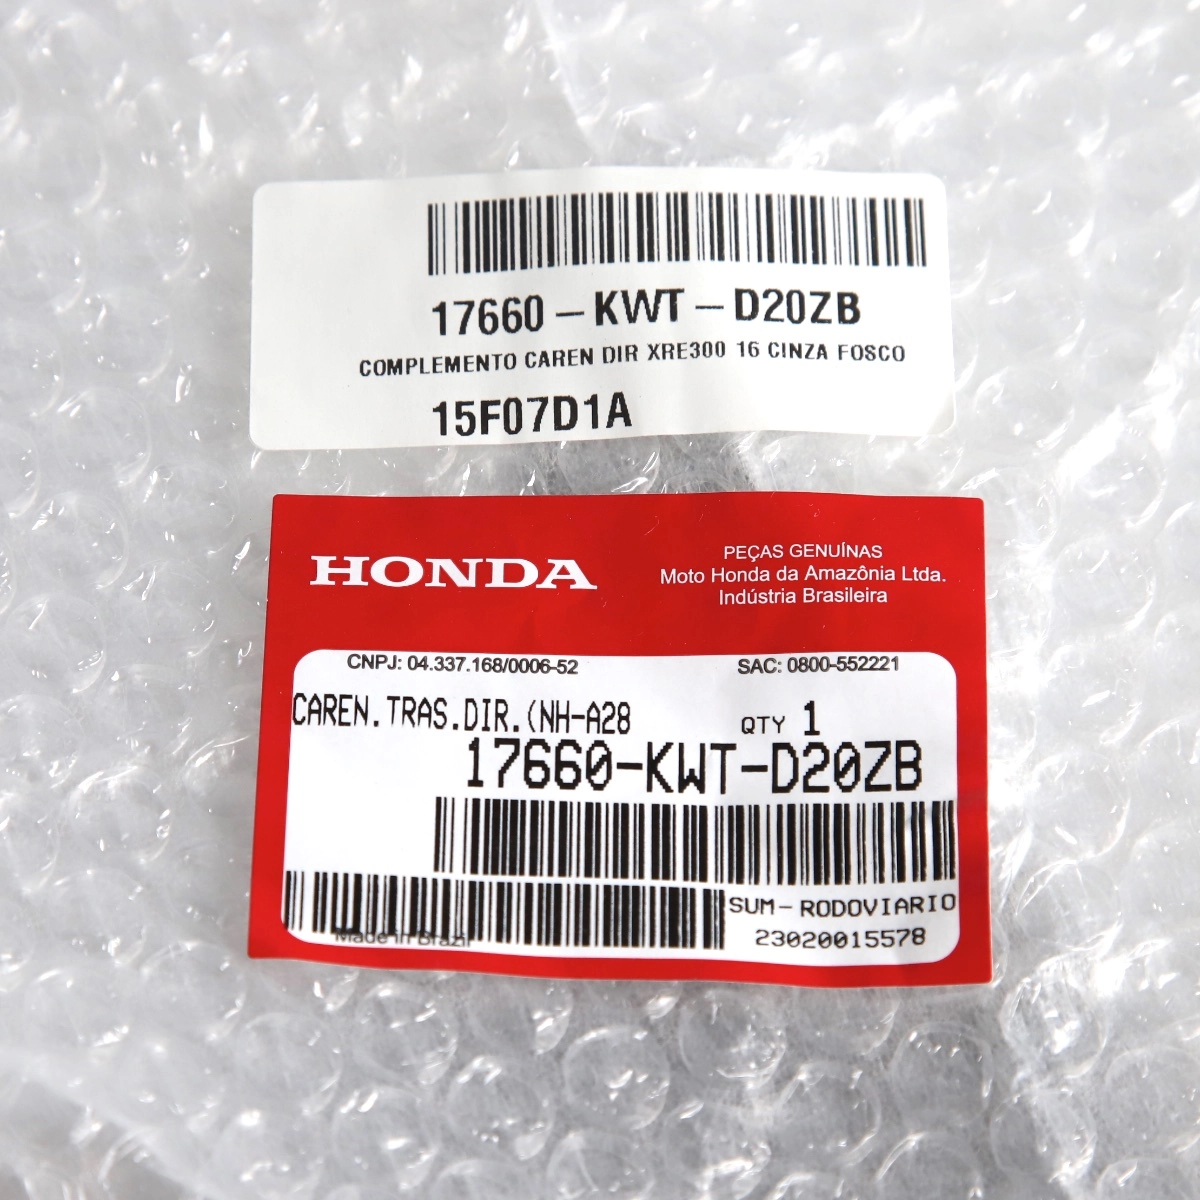 17660-KWT-D20ZB
COMPLEMENTO CAREN DIR XRE300 16 CINZA FOSCO
15F07D1A
HONDA
PEÇAS GENUÍNAS
Moto Honda da Amazônia Ltda.
Indústria Brasileira
CNPJ: 04.337.168/0006-52 SAC: 0800-552221
CAREN.TRAS.DIR.(NH-A28 QTY 1
17660-KWT-D20ZB
SUM-RODOVIARIO
Made in Brazil 23020015578